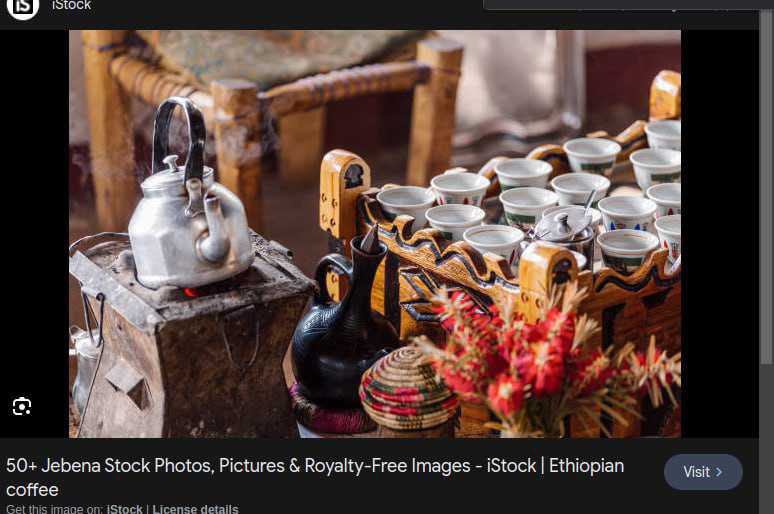 iS
iStock
50+ Jebena Stock Photos, Pictures & Royalty-Free Images - iStock | Ethiopian
coffee
Visit >
Get this image on: iStock | License details